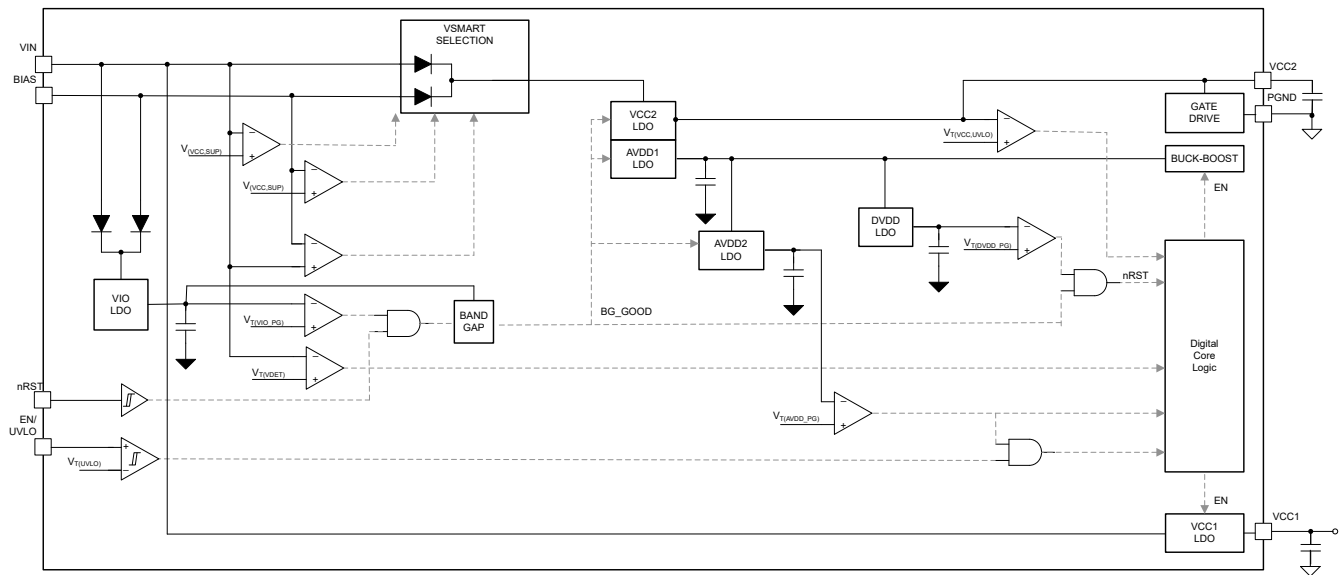 VIN
BIAS
VSMART
SELECTION
VCC2
PGND
GATE
DRIVE
VCC2
LDO
V(VCC,SUP)
VT(VCC,UVLO)
AVDD1
LDO
BUCK-BOOST
V(VCC,SUP)
EN
DVDD
LDO
AVDD2
LDO
VT(DVDD_PG)
VIO
LDO
nRST
VT(VIO_PG)
BAND
GAP
BG_GOOD
Digital
Core
Logic
VT(VDET)
nRST
EN/
UVLO
VT(AVDD_PG)
VT(UVLO)
EN
VCC1
LDO
VCC1
−
+
−
+
−
+
−
+
−
+
−
+
−
+
−
+
+
−